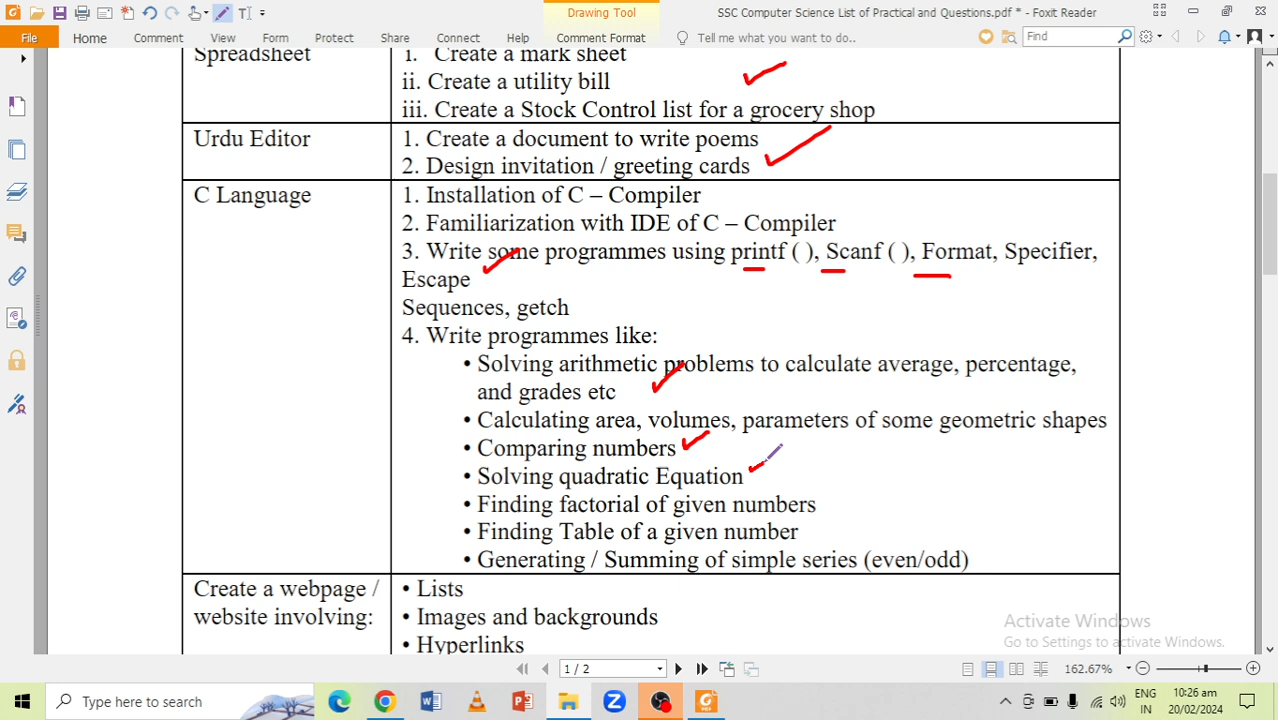 Drawing Tool
SSC Computer Science List of Practical and Questions.pdf * - Foxit Reader
File Home Comment View Form Protect Share Connect Help Comment Format Tell me what you want to do.. Find
Spreadsheet
i. Create a mark sheet
ii. Create a utility bill
iii. Create a Stock Control list for a grocery shop
Urdu Editor
1. Create a document to write poems
2. Design invitation / greeting cards
C Language
1. Installation of C – Compiler
2. Familiarization with IDE of C – Compiler
3. Write some programmes using printf ( ), Scanf ( ), Format, Specifier,
Escape
Sequences, getch
4. Write programmes like:
• Solving arithmetic problems to calculate average, percentage,
and grades etc
• Calculating area, volumes, parameters of some geometric shapes
• Comparing numbers
• Solving quadratic Equation
• Finding factorial of given numbers
• Finding Table of a given number
• Generating / Summing of simple series (even/odd)
Create a webpage /
website involving:
• Lists
• Images and backgrounds
• Hyperlinks
Activate Windows
Go to Settings to activate Windows.
1 / 2
162.67%
Type here to search
ENG
IN
10:26 am
20/02/2024